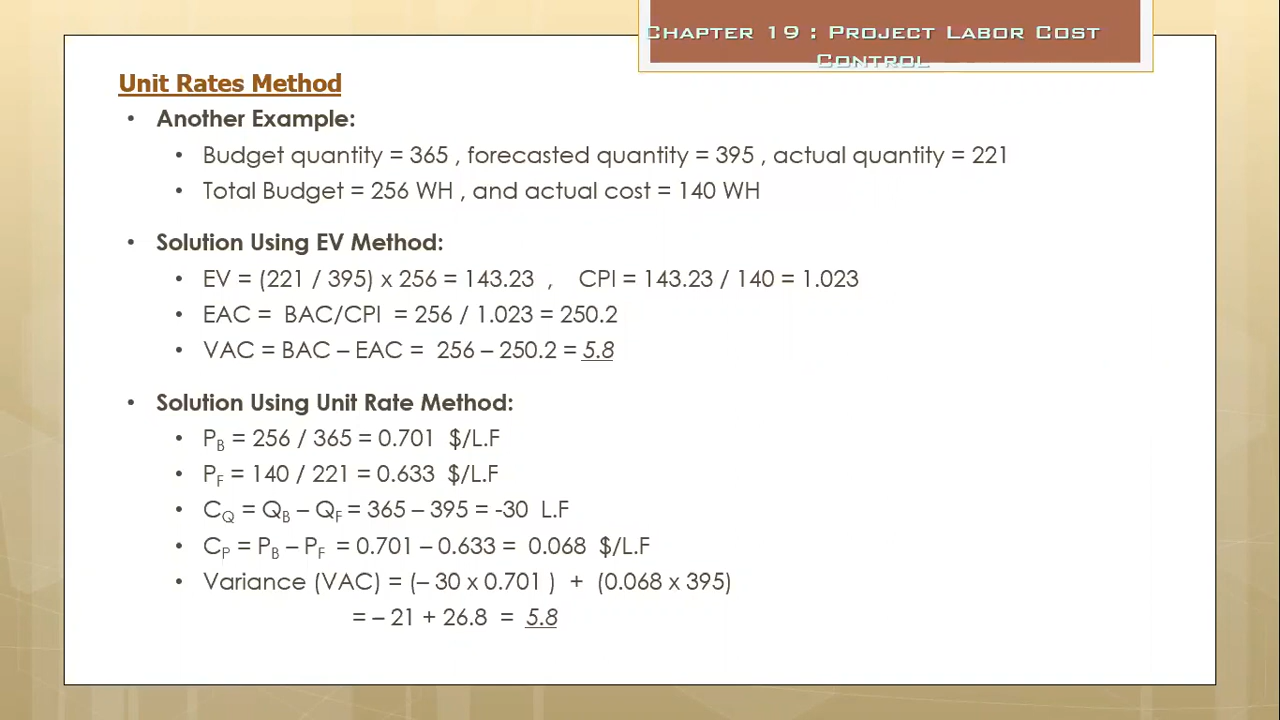 Chapter 19 : Project Labor Cost
Control
Unit Rates Method
• Another Example:
• Budget quantity = 365 , forecasted quantity = 395 , actual quantity = 221
• Total Budget = 256 WH , and actual cost = 140 WH
• Solution Using EV Method:
• EV = (221 / 395) x 256 = 143.23 , CPI = 143.23 / 140 = 1.023
• EAC = BAC/CPI = 256 / 1.023 = 250.2
• VAC = BAC – EAC = 256 – 250.2 = 5.8
• Solution Using Unit Rate Method:
• PB = 256 / 365 = 0.701 $/L.F
• PF = 140 / 221 = 0.633 $/L.F
• CQ = QB – QF = 365 – 395 = -30 L.F
• CP = PB – PF = 0.701 – 0.633 = 0.068 $/L.F
• Variance (VAC) = (– 30 x 0.701 ) + (0.068 x 395)
= – 21 + 26.8 = 5.8